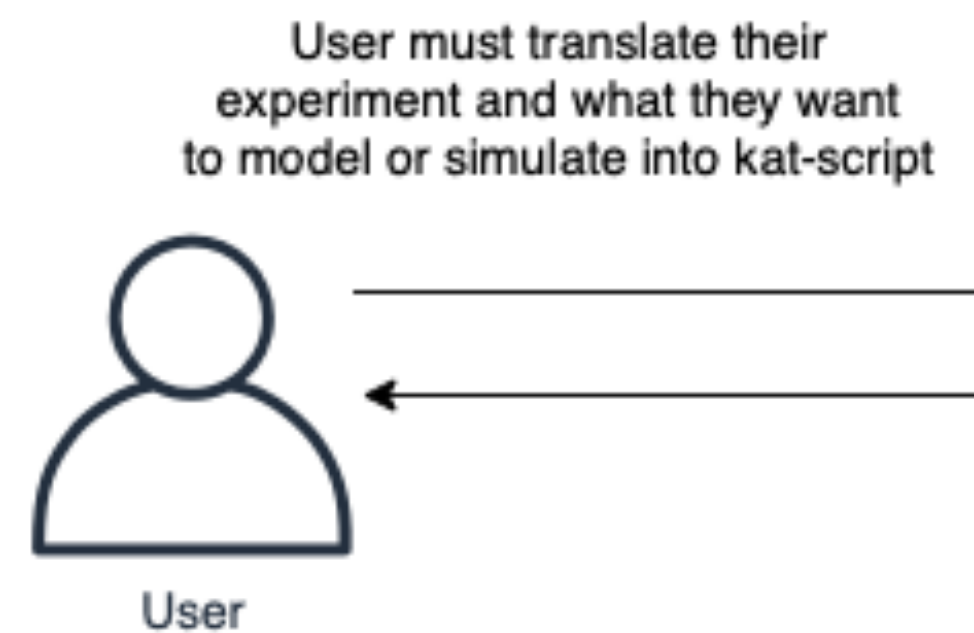 User must translate their
experiment and what they want
to model or simulate into kat-script
User